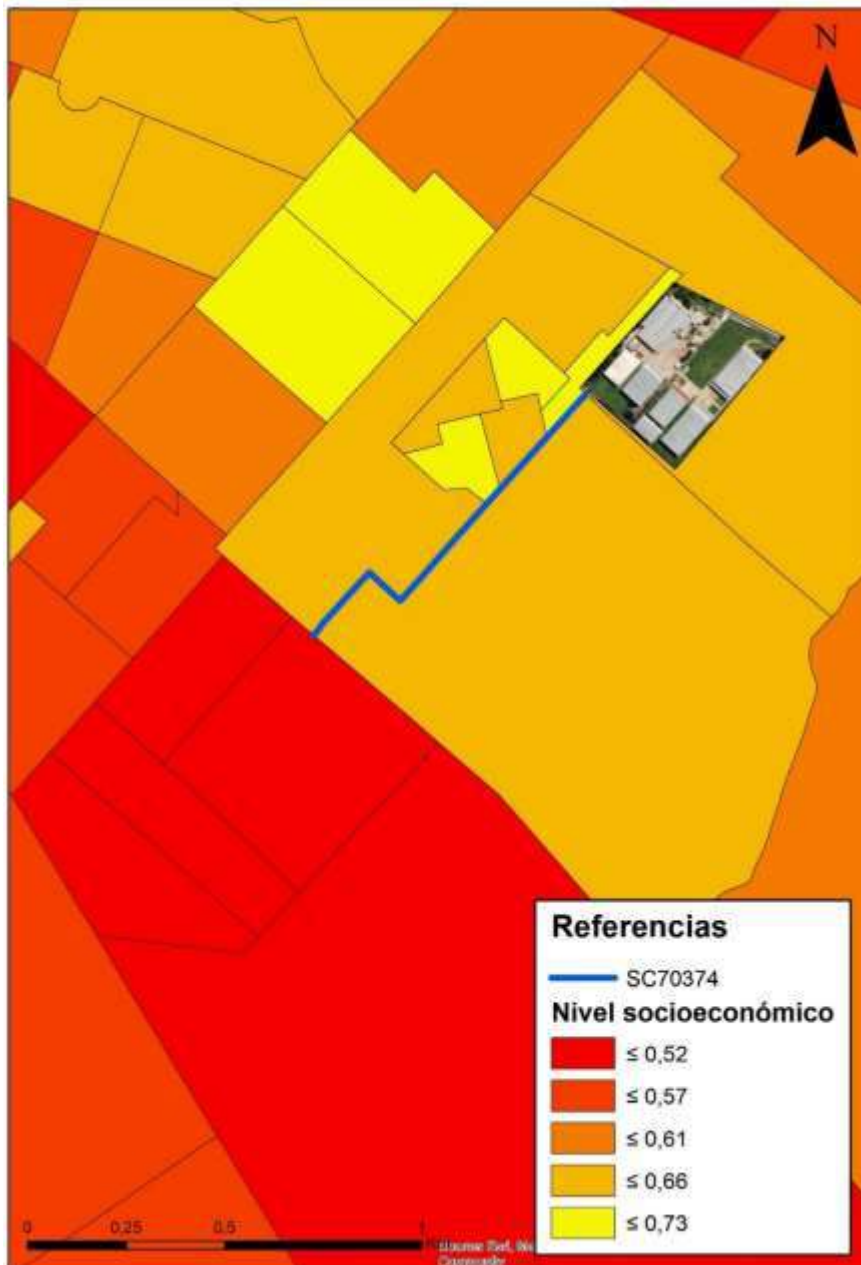 N
Referencias
SC70374
Nivel socioeconómico
≤ 0,52
≤ 0,57
≤ 0,61
≤ 0,66
≤ 0,73
0 0,25 0,5 1
Community